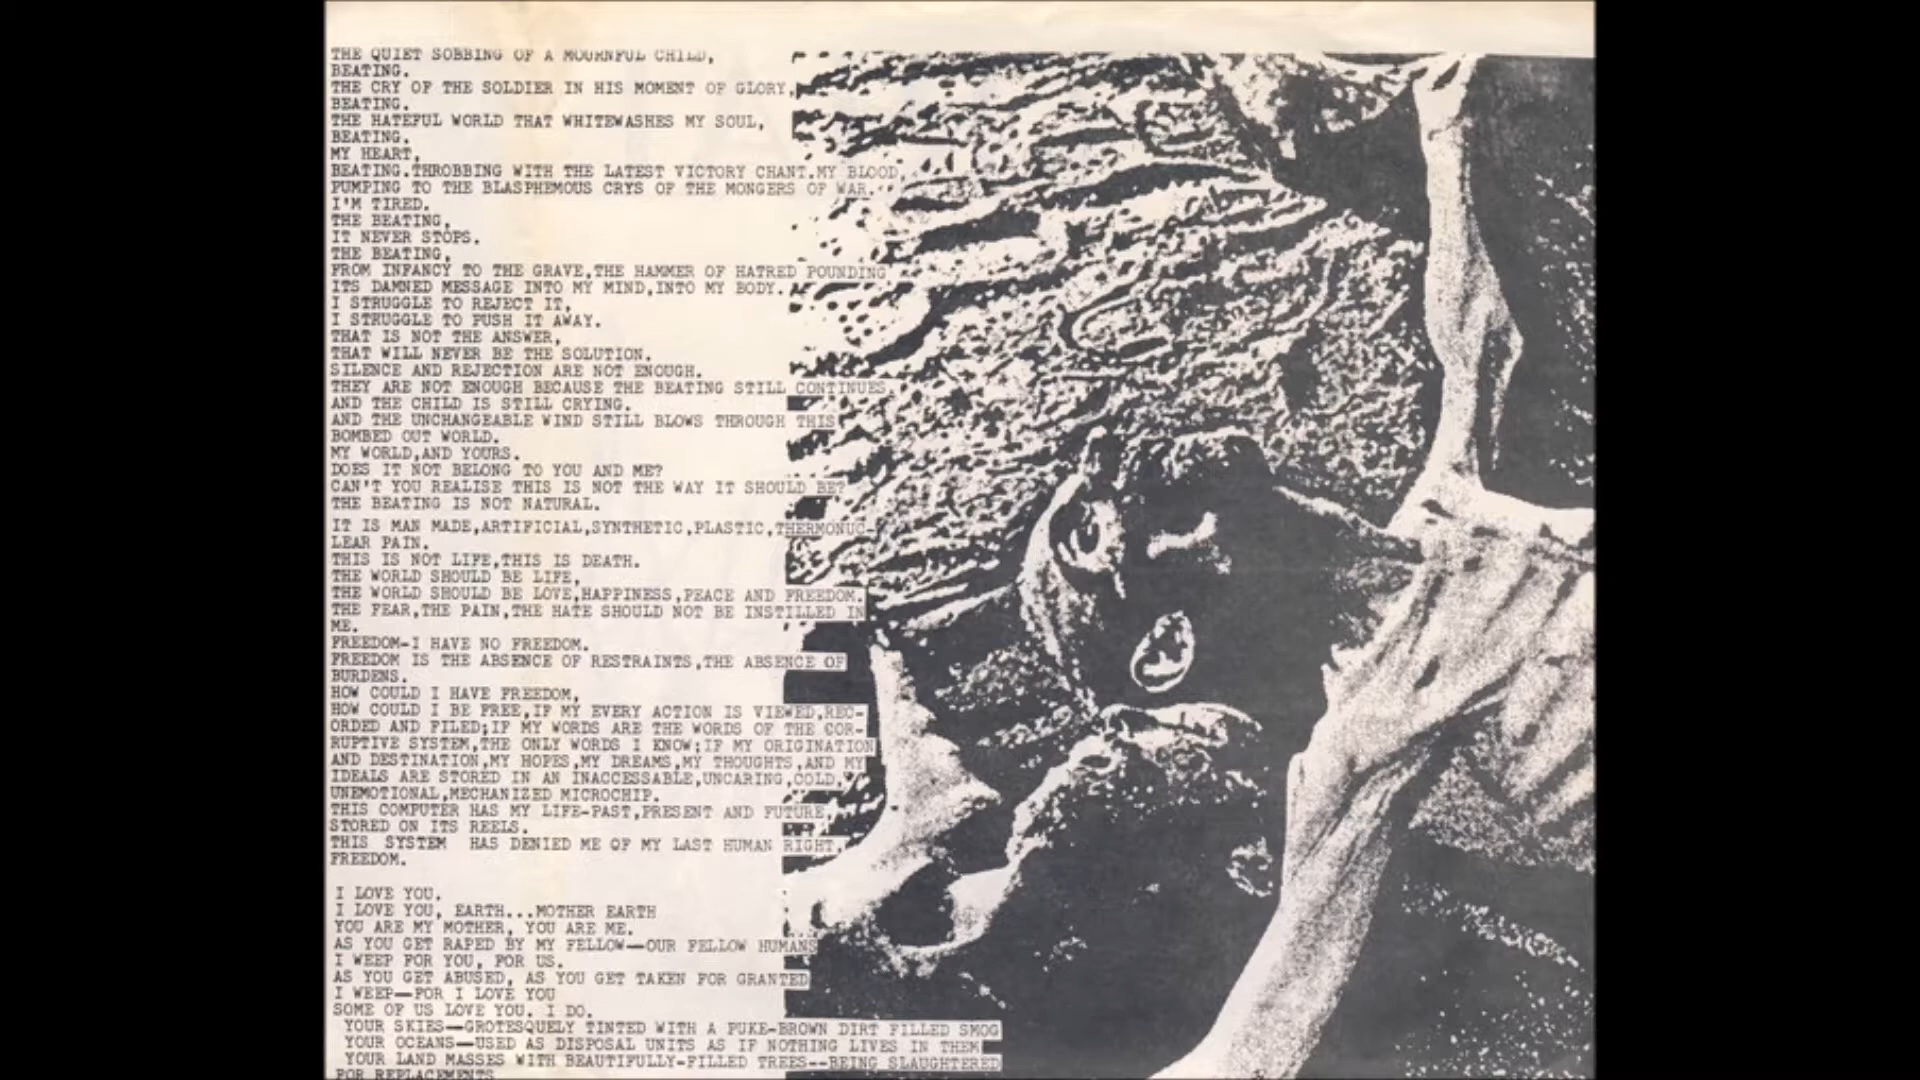 THE QUIET SOBBING OF A MOURNFUL CHILD,
BEATING.
THE CRY OF THE SOLDIER IN HIS MOMENT OF GLORY,
BEATING.
THE HATEFUL WORLD THAT WHITEWASHES MY SOUL,
BEATING.
MY HEART,
BEATING.THROBBING WITH THE LATEST VICTORY CHANT.MY BLOOD
PUMPING TO THE BLASPHEMOUS CRYS OF THE MONGERS OF WAR.
I'M TIRED.
THE BEATING,
IT NEVER STOPS.
THE BEATING,
FROM INFANCY TO THE GRAVE,THE HAMMER OF HATRED POUNDING
ITS DAMNED MESSAGE INTO MY MIND,INTO MY BODY.
I STRUGGLE TO REJECT IT,
I STRUGGLE TO PUSH IT AWAY.
THAT IS NOT THE ANSWER,
THAT WILL NEVER BE THE SOLUTION.
SILENCE AND REJECTION ARE NOT ENOUGH.
THEY ARE NOT ENOUGH BECAUSE THE BEATING STILL CONTINUES.
AND THE CHILD IS STILL CRYING.
AND THE UNCHANGEABLE WIND STILL BLOWS THROUGH THIS
BOMBED OUT WORLD.
MY WORLD,AND YOURS.
DOES IT NOT BELONG TO YOU AND ME?
CAN'T YOU REALISE THIS IS NOT THE WAY IT SHOULD BE?
THE BEATING IS NOT NATURAL.
IT IS MAN MADE,ARTIFICIAL,SYNTHETIC,PLASTIC,THERMONUC-
LEAR PAIN.
THIS IS NOT LIFE,THIS IS DEATH.
THE WORLD SHOULD BE LIFE,
THE WORLD SHOULD BE LOVE,HAPPINESS,PEACE AND FREEDOM.
THE FEAR,THE PAIN,THE HATE SHOULD NOT BE INSTILLED IN
ME.
FREEDOM-I HAVE NO FREEDOM.
FREEDOM IS THE ABSENCE OF RESTRAINTS,THE ABSENCE OF
BURDENS.
HOW COULD I HAVE FREEDOM,
HOW COULD I BE FREE,IF MY EVERY ACTION IS VIEWED,REC-
ORDED AND FILED;IF MY WORDS ARE THE WORDS OF THE COR-
RUPTIVE SYSTEM,THE ONLY WORDS I KNOW;IF MY ORIGINATION
AND DESTINATION,MY HOPES,MY DREAMS,MY THOUGHTS,AND MY
IDEALS ARE STORED IN AN INACCESSABLE,UNCARING,COLD,
UNEMOTIONAL,MECHANIZED MICROCHIP.
THIS COMPUTER HAS MY LIFE-PAST,PRESENT AND FUTURE,
STORED ON ITS REELS.
THIS SYSTEM HAS DENIED ME OF MY LAST HUMAN RIGHT,
FREEDOM.
I LOVE YOU.
I LOVE YOU, EARTH...MOTHER EARTH
YOU ARE MY MOTHER, YOU ARE ME.
AS YOU GET RAPED BY MY FELLOW—OUR FELLOW HUMANS
I WEEP FOR YOU, FOR US.
AS YOU GET ABUSED, AS YOU GET TAKEN FOR GRANTED
I WEEP—FOR I LOVE YOU
SOME OF US LOVE YOU. I DO.
YOUR SKIES—GROTESQUELY TINTED WITH A PUKE-BROWN DIRT FILLED SMOG
YOUR OCEANS—USED AS DISPOSAL UNITS AS IF NOTHING LIVES IN THEM
YOUR LAND MASSES WITH BEAUTIFULLY-FILLED TREES--BEING SLAUGHTERED
FOR REPLACEMENTS